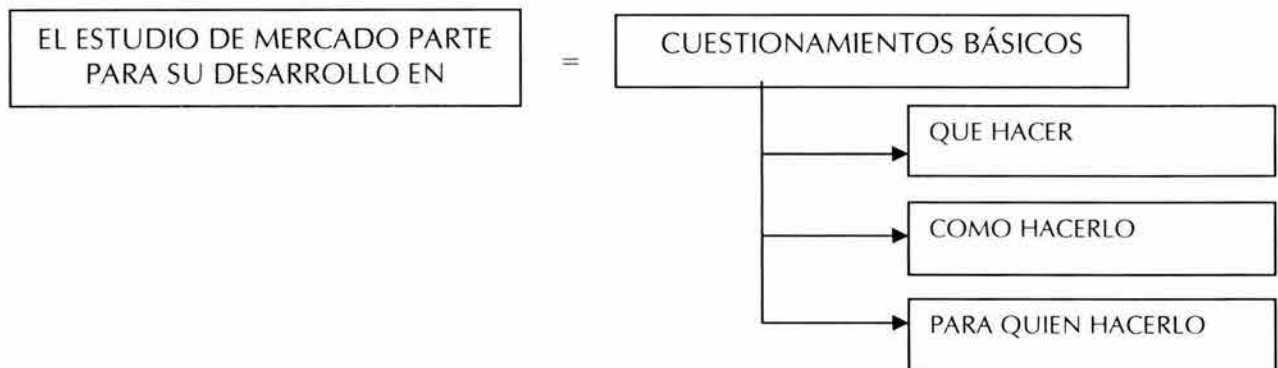 EL ESTUDIO DE MERCADO PARTE
PARA SU DESARROLLO EN
=
CUESTIONAMIENTOS BÁSICOS
QUE HACER
COMO HACERLO
PARA QUIEN HACERLO